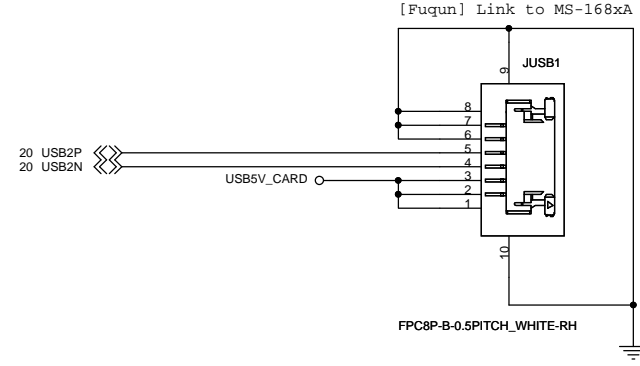 [Fuqun] Link to MS-168xA
9
JUSB1
8
7
6
20 USB2P 5
20 USB2N 4
USB5V_CARD 3
2
1
10
FPC8P-B-0.5PITCH_WHITE-RH